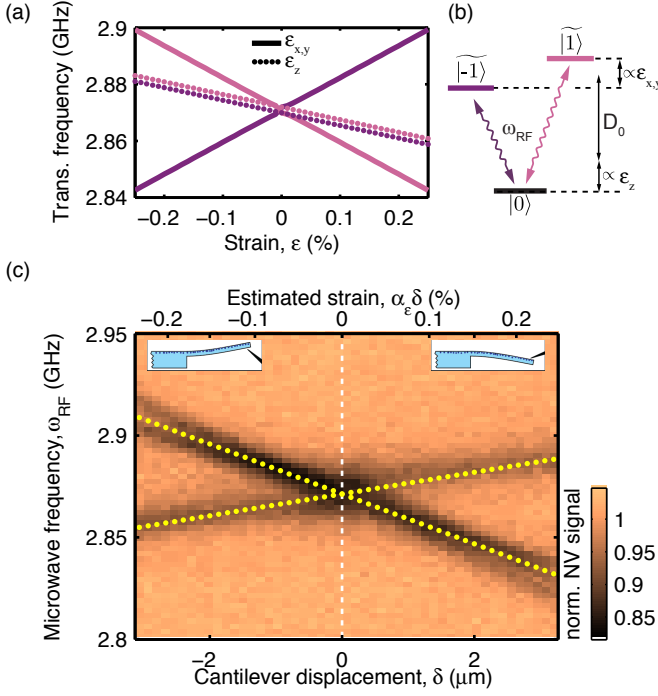 (a)
Trans. frequency (GHz)
2.9
2.88
2.86
2.84
ε_{x,y}
ε_z
−0.2 −0.1 0 0.1 0.2
Strain, ε (%)
(b)
|-1⟩
|1⟩
∝ε_{x,y}
ω_RF
D_0
∝ε_z
|0⟩
(c)
Estimated strain, α_ε δ (%)
−0.2 −0.1 0 0.1 0.2
Microwave frequency, ω_RF (GHz)
2.95
2.9
2.85
2.8
−2 0 2
Cantilever displacement, δ (μm)
norm. NV signal
1
0.95
0.9
0.85